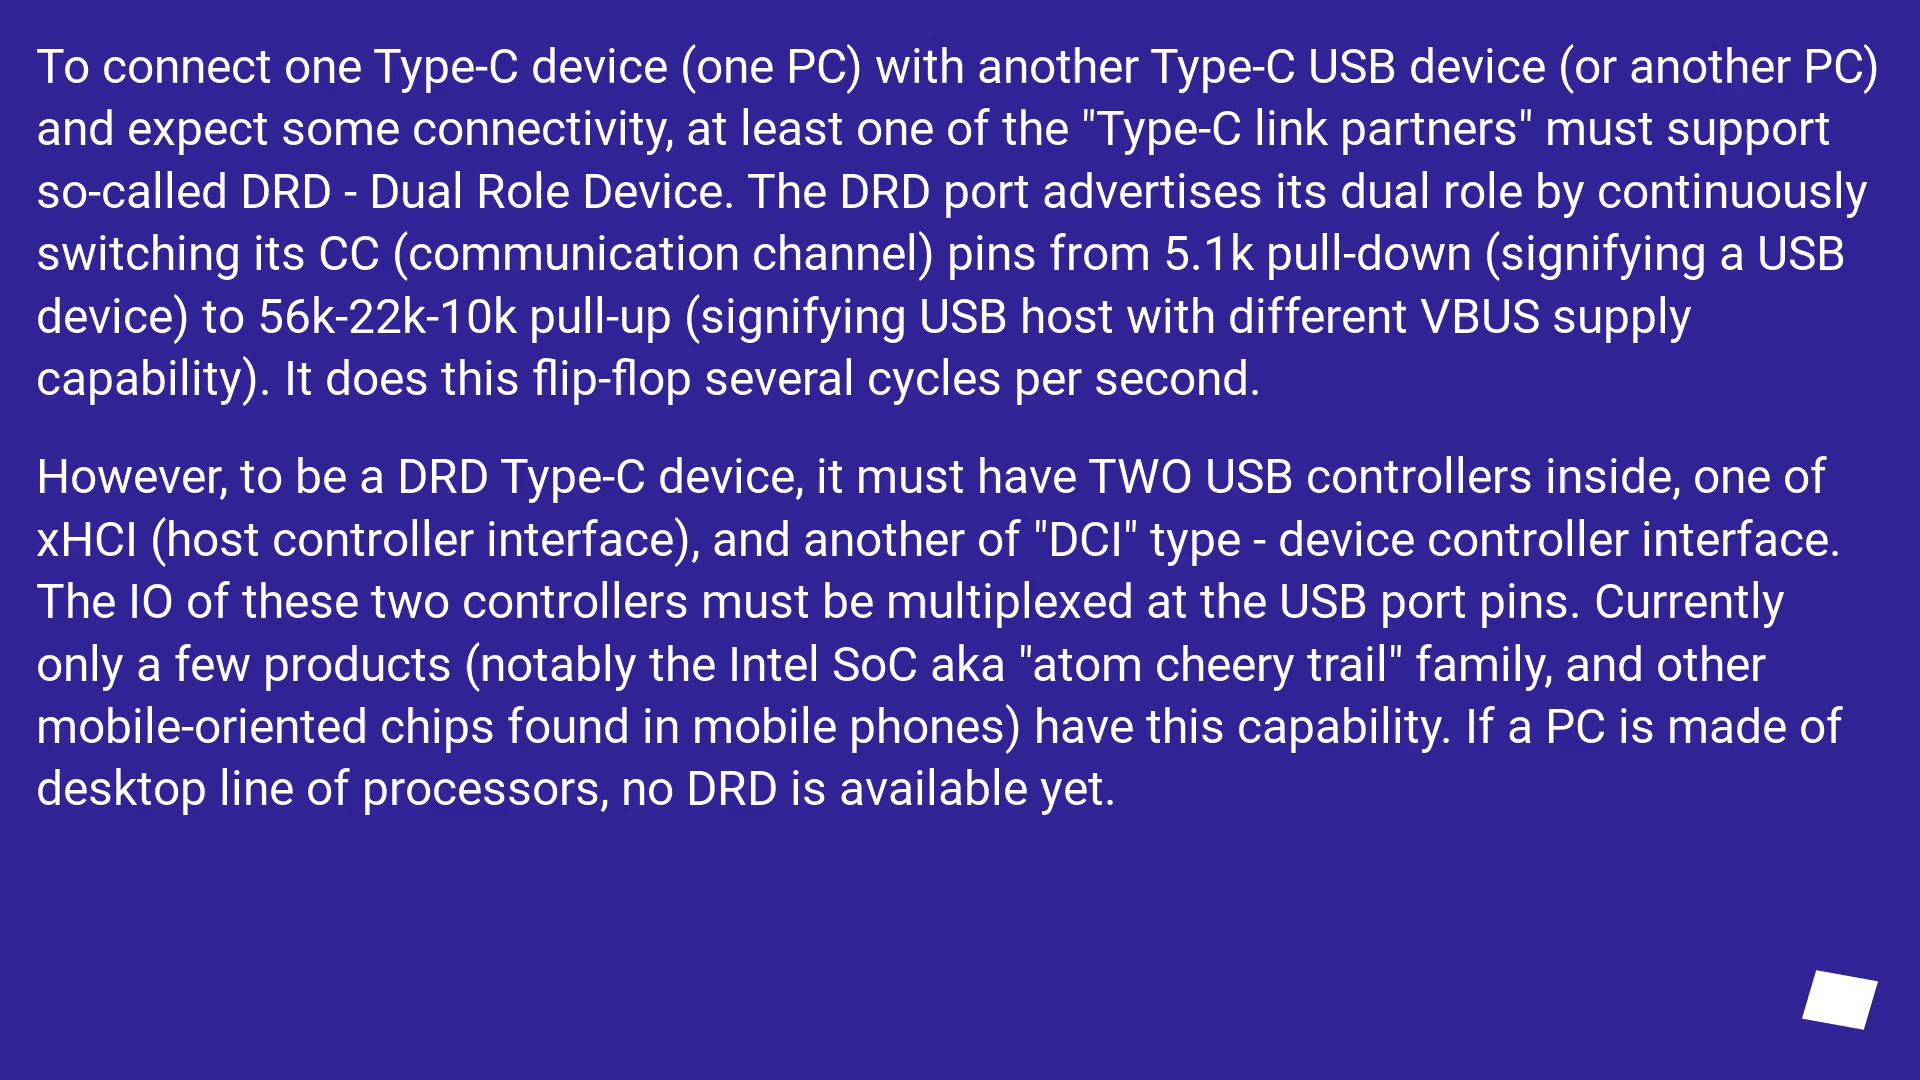 To connect one Type-C device (one PC) with another Type-C USB device (or another PC)
and expect some connectivity, at least one of the "Type-C link partners" must support
so-called DRD - Dual Role Device. The DRD port advertises its dual role by continuously
switching its CC (communication channel) pins from 5.1k pull-down (signifying a USB
device) to 56k-22k-10k pull-up (signifying USB host with different VBUS supply
capability). It does this flip-flop several cycles per second.
However, to be a DRD Type-C device, it must have TWO USB controllers inside, one of
xHCI (host controller interface), and another of "DCI" type - device controller interface.
The IO of these two controllers must be multiplexed at the USB port pins. Currently
only a few products (notably the Intel SoC aka "atom cheery trail" family, and other
mobile-oriented chips found in mobile phones) have this capability. If a PC is made of
desktop line of processors, no DRD is available yet.